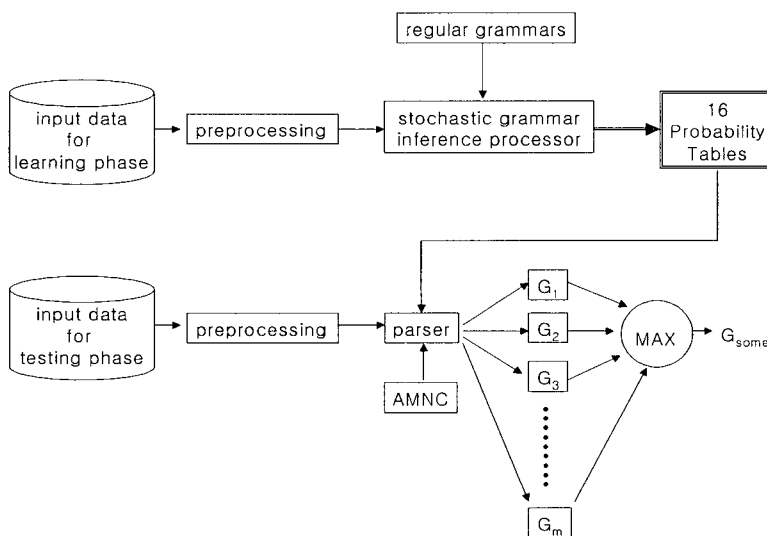 regular grammars
input data
for
learning phase
preprocessing
stochastic grammar
inference processor
16
Probability
Tables
input data
for
testing phase
preprocessing
parser
AMNC
G1
G2
G3
Gm
MAX
Gsome